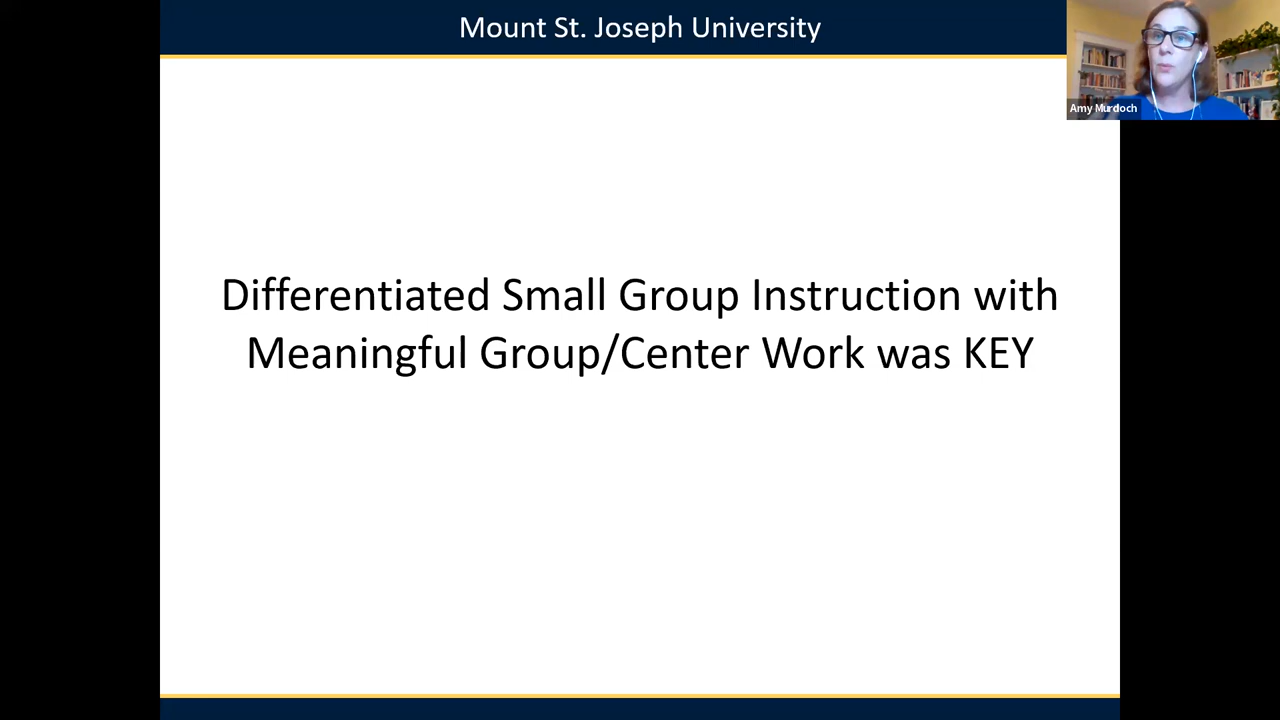 Mount St. Joseph University
Amy Murdoch
Differentiated Small Group Instruction with
Meaningful Group/Center Work was KEY